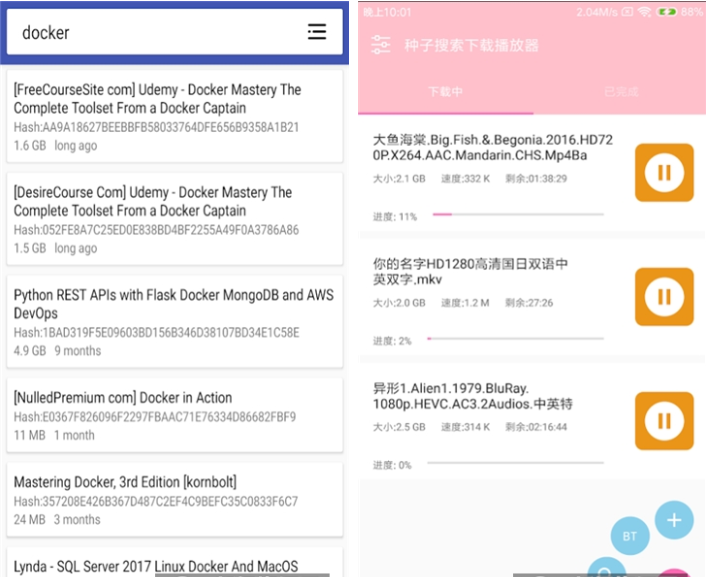 docker
[FreeCourseSite com] Udemy - Docker Mastery The
Complete Toolset From a Docker Captain
Hash:AA9A18627BEEBBFB58033764DFE656B9358A1B21
1.6 GB long ago
[DesireCourse Com] Udemy - Docker Mastery The
Complete Toolset From a Docker Captain
Hash:052FE8A7C25ED0E838BD4BF2255A49F0A3786A86
1.5 GB long ago
Python REST APIs with Flask Docker MongoDB and AWS
DevOps
Hash:1BAD319F5E09603BD156B346D38107BD34E1C58E
4.9 GB 9 months
[NulledPremium com] Docker in Action
Hash:E0367F826096F2297FBAAC71E76334D86682FBF9
11 MB 1 month
Mastering Docker, 3rd Edition [kornbolt]
Hash:357208E426B367D487C2EF4C9BEFC35C0833F6C7
24 MB 3 months
Lynda - SQL Server 2017 Linux Docker And MacOS
晚上10:01 2.04M/s 88%
种子搜索下载播放器
下载中 已完成
大鱼海棠.Big.Fish.&.Begonia.2016.HD72
0P.X264.AAC.Mandarin.CHS.Mp4Ba
大小:2.1 GB 速度:332 K 剩余:01:38:29
进度: 11%
你的名字HD1280高清国日双语中
英双字.mkv
大小:2.0 GB 速度:1.2 M 剩余:27:26
进度: 2%
异形1.Alien1.1979.BluRay.
1080p.HEVC.AC3.2Audios.中英特
大小:2.5 GB 速度:314 K 剩余:02:16:44
进度: 0%
BT